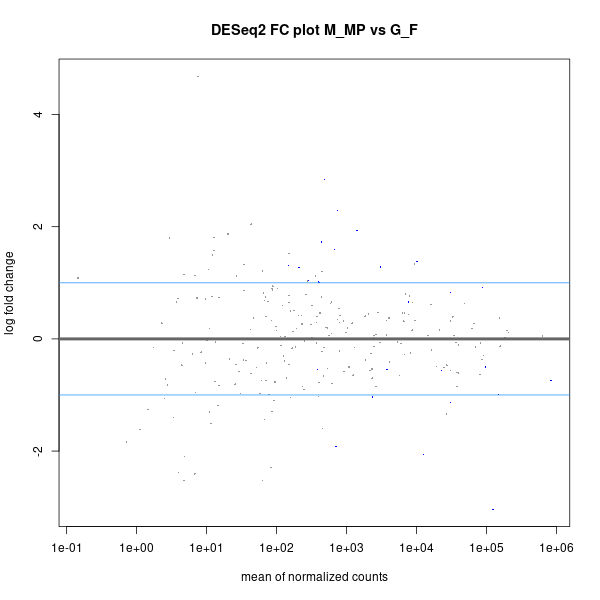 DESeq2 FC plot M_MP vs G_F
log fold change
4
2
0
-2
1e-01 1e+00 1e+01 1e+02 1e+03 1e+04 1e+05 1e+06
mean of normalized counts